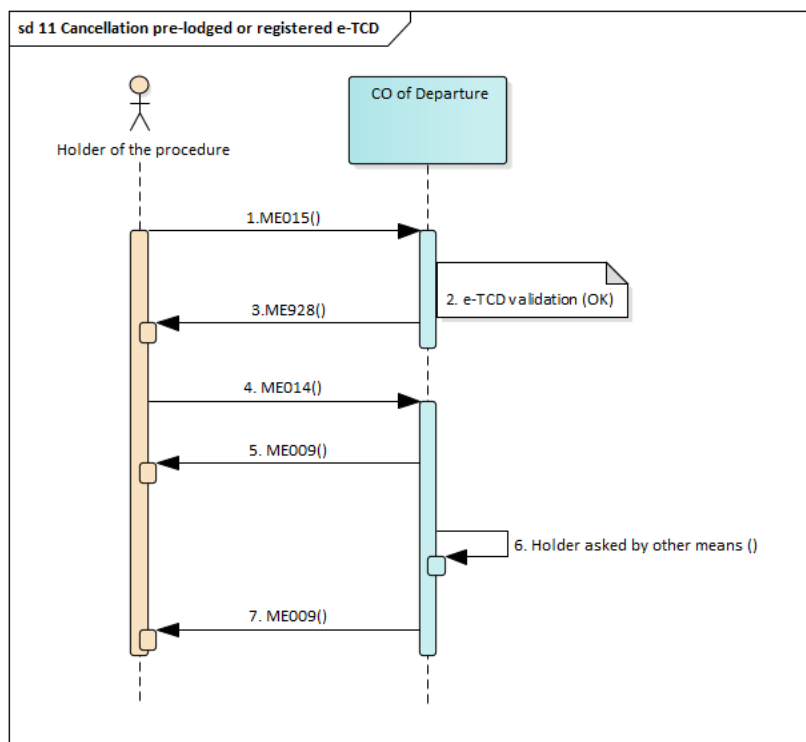 sd 11 Cancellation pre-lodged or registered e-TCD
CO of Departure
Holder of the procedure
1.ME015()
2. e-TCD validation (OK)
3.ME928()
4. ME014()
5. ME009()
6. Holder asked by other means ()
7. ME009()